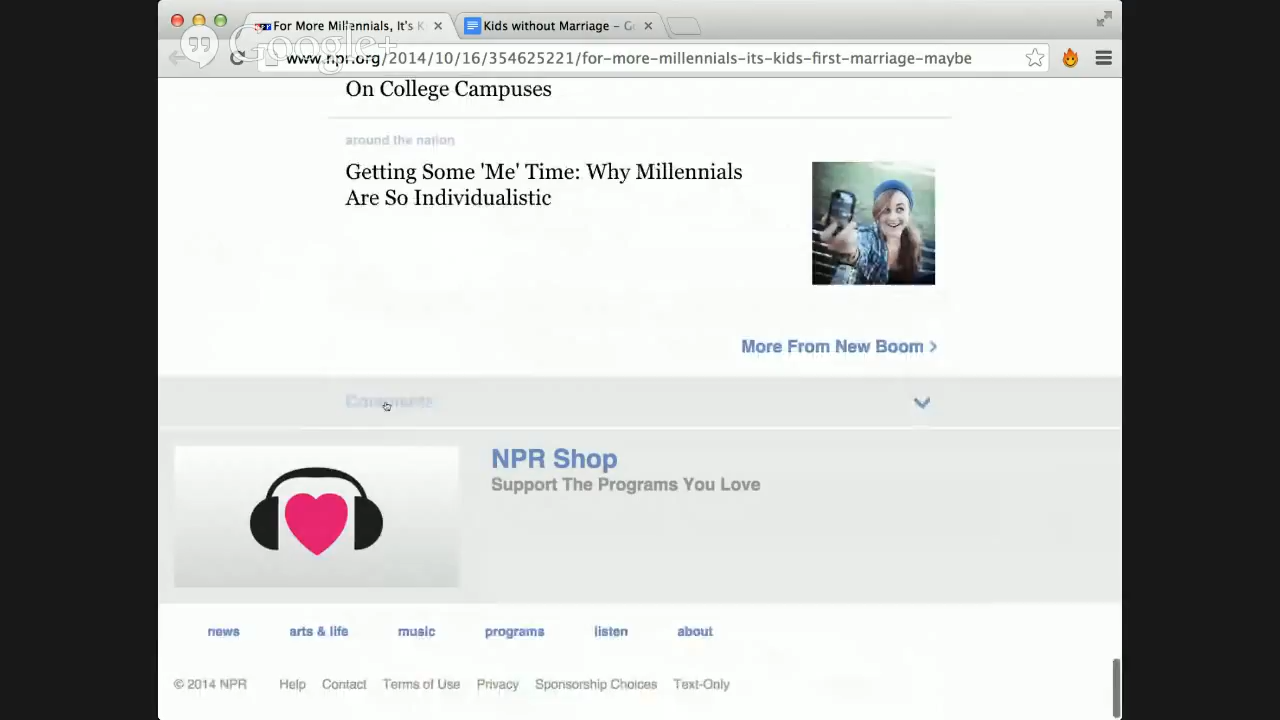 For More Millennials, It's K
Kids without Marriage – G
Google+
www.npr.org/2014/10/16/354625221/for-more-millennials-its-kids-first-marriage-maybe
On College Campuses
around the nation
Getting Some 'Me' Time: Why Millennials
Are So Individualistic
More From New Boom >
Comments
NPR Shop
Support The Programs You Love
news arts & life music programs listen about
© 2014 NPR Help Contact Terms of Use Privacy Sponsorship Choices Text-Only